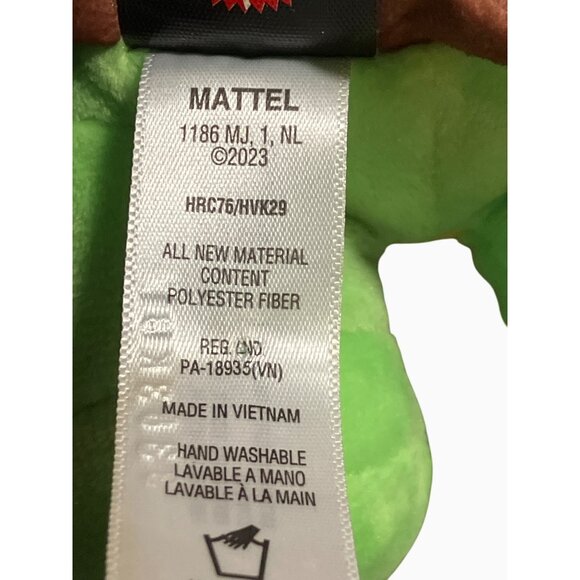 MATTEL
1186 MJ, 1, NL
©2023
HRC76/HVK29
ALL NEW MATERIAL
CONTENT
POLYESTER FIBER
REG. NO
PA-18935(VN)
MADE IN VIETNAM
HAND WASHABLE
LAVABLE A MANO
LAVABLE À LA MAIN